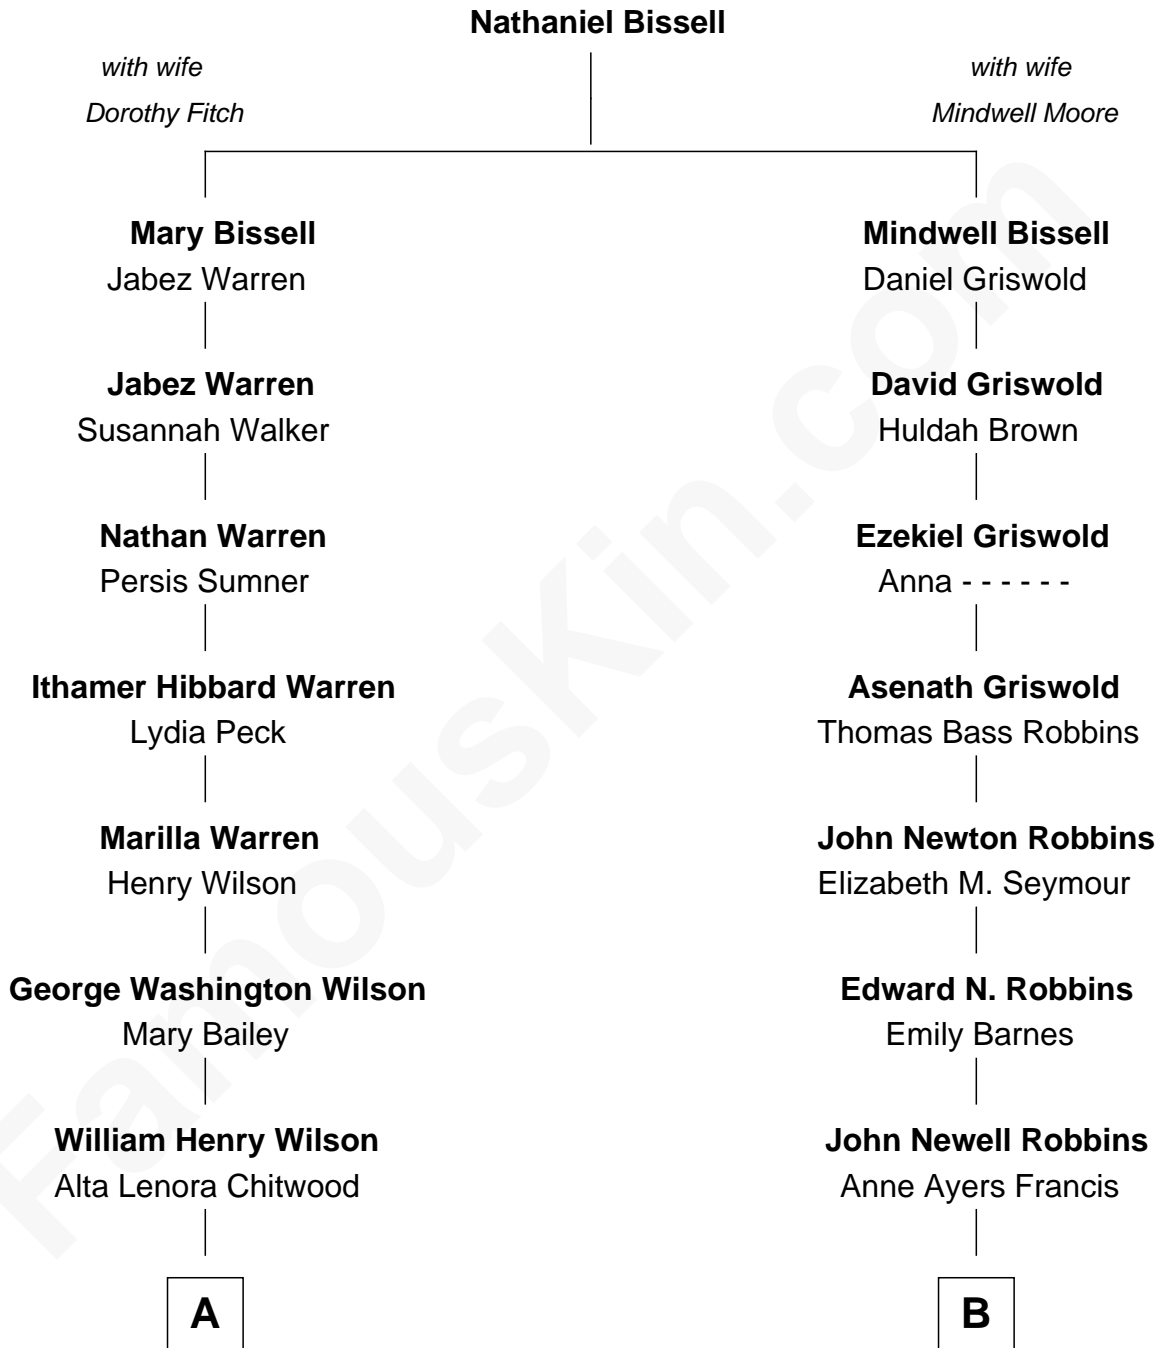 Nathaniel Bissell
with wife
Dorothy Fitch
with wife
Mindwell Moore
Mary Bissell
Jabez Warren
Mindwell Bissell
Daniel Griswold
Jabez Warren
Susannah Walker
David Griswold
Huldah Brown
Nathan Warren
Persis Sumner
Ezekiel Griswold
Anna - - - - - -
Ithamer Hibbard Warren
Lydia Peck
Asenath Griswold
Thomas Bass Robbins
Marilla Warren
Henry Wilson
John Newton Robbins
Elizabeth M. Seymour
George Washington Wilson
Mary Bailey
Edward N. Robbins
Emily Barnes
William Henry Wilson
Alta Lenora Chitwood
John Newell Robbins
Anne Ayers Francis
A
B
FamousKin.com